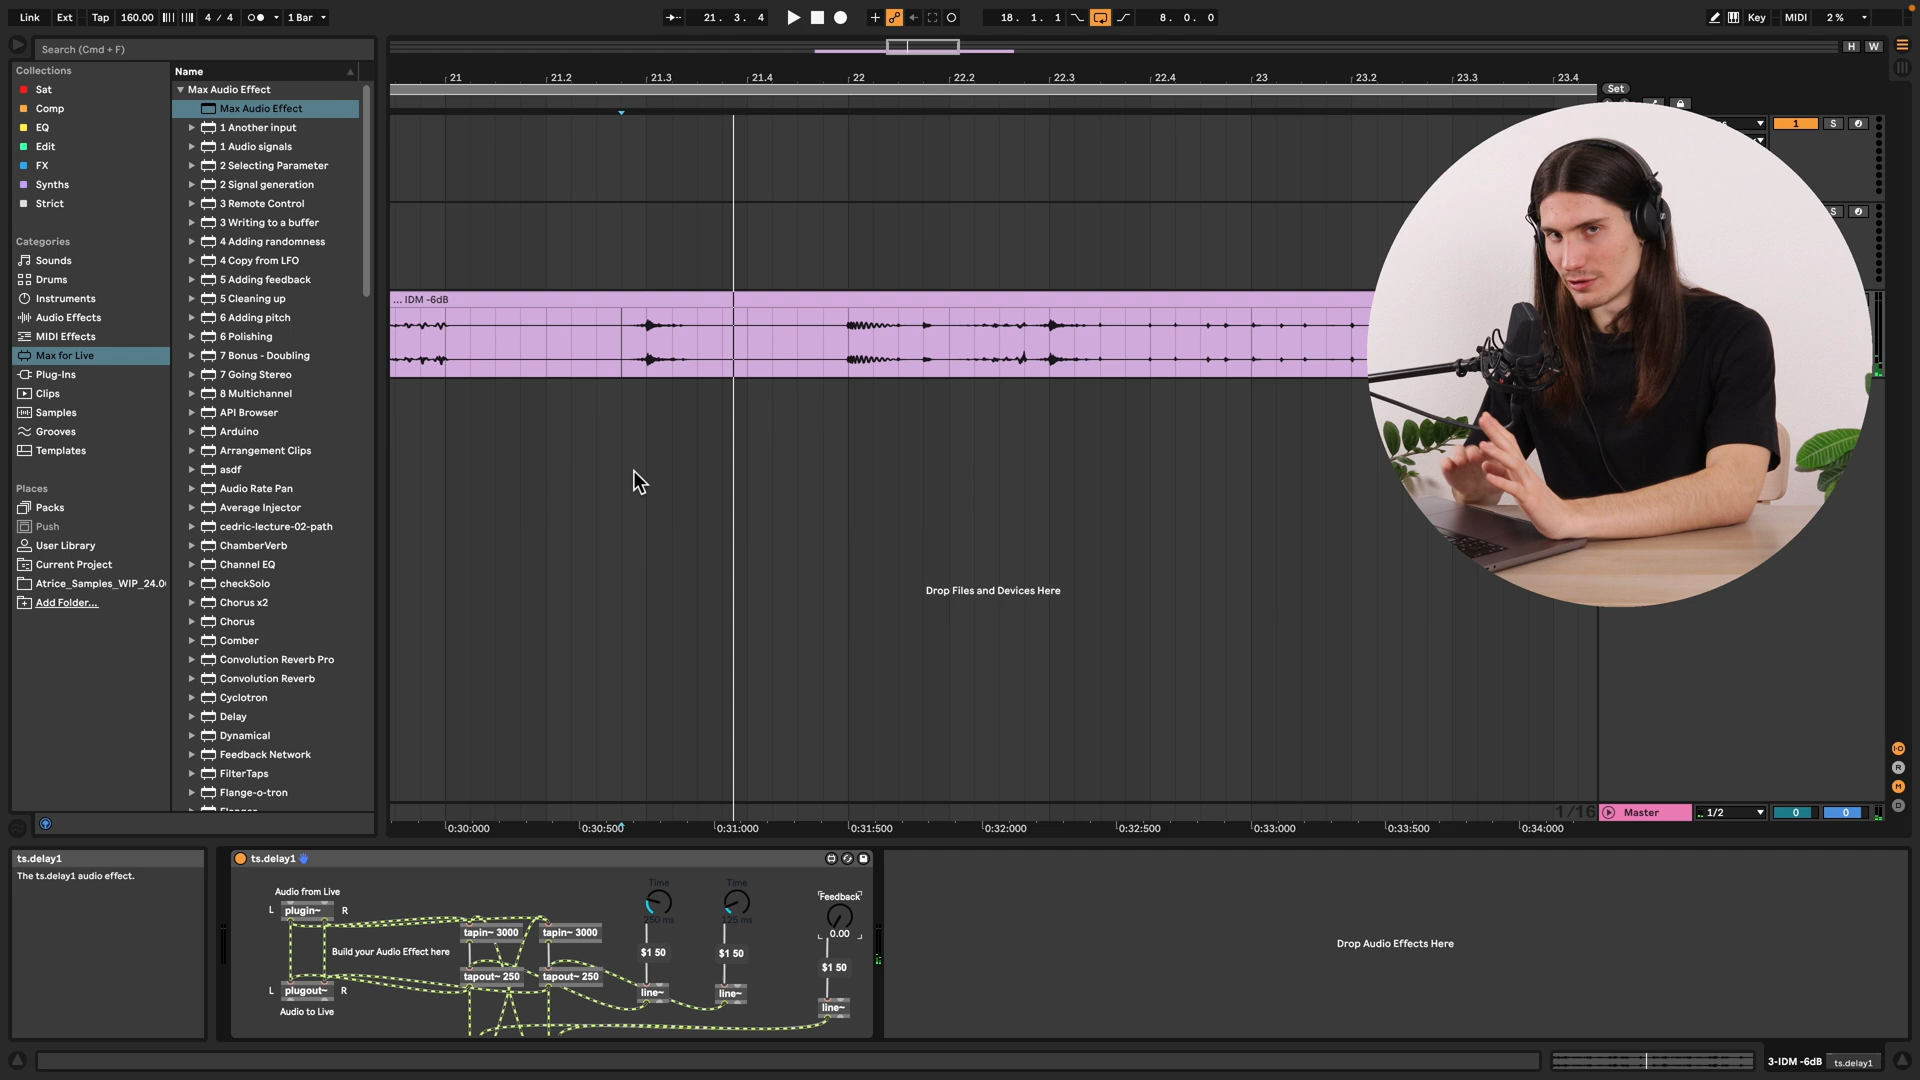 Link Ext Tap 160.00 4 / 4 1 Bar 21. 3. 4 18. 1. 1 8. 0. 0 Key MIDI 2 %
Search (Cmd + F)
H W
Collections
Sat
Comp
EQ
Edit
FX
Synths
Strict
Categories
Sounds
Drums
Instruments
Audio Effects
MIDI Effects
Max for Live
Plug-Ins
Clips
Samples
Grooves
Templates
Places
Packs
Push
User Library
Current Project
Atrice_Samples_WIP_24.0
Add Folder...
Name
Max Audio Effect
Max Audio Effect
1 Another input
1 Audio signals
2 Selecting Parameter
2 Signal generation
3 Remote Control
3 Writing to a buffer
4 Adding randomness
4 Copy from LFO
5 Adding feedback
5 Cleaning up
6 Adding pitch
6 Polishing
7 Bonus - Doubling
7 Going Stereo
8 Multichannel
API Browser
Arduino
Arrangement Clips
asdf
Audio Rate Pan
Average Injector
cedric-lecture-02-path
ChamberVerb
Channel EQ
checkSolo
Chorus x2
Chorus
Comber
Convolution Reverb Pro
Convolution Reverb
Cyclotron
Delay
Dynamical
Feedback Network
FilterTaps
Flange-o-tron
21 21.2 21.3 21.4 22 22.2 22.3 22.4 23 23.2 23.3 23.4
Set
1 S
S
... IDM -6dB
Drop Files and Devices Here
1/16
Master 1/2 0 0
0:30:000 0:30:500 0:31:000 0:31:500 0:32:000 0:32:500 0:33:000 0:33:500 0:34:000
R
M
D
ts.delay1
The ts.delay1 audio effect.
ts.delay1
Audio from Live
L plugin~ R
Build your Audio Effect here
L plugout~ R
Audio to Live
tapin~ 3000 tapin~ 3000
tapout~ 250 tapout~ 250
Time Time
250 ms 125 ms
$1 50 $1 50
line~ line~
Feedback
0.00
$1 50
line~
Drop Audio Effects Here
3-IDM -6dB ts.delay1